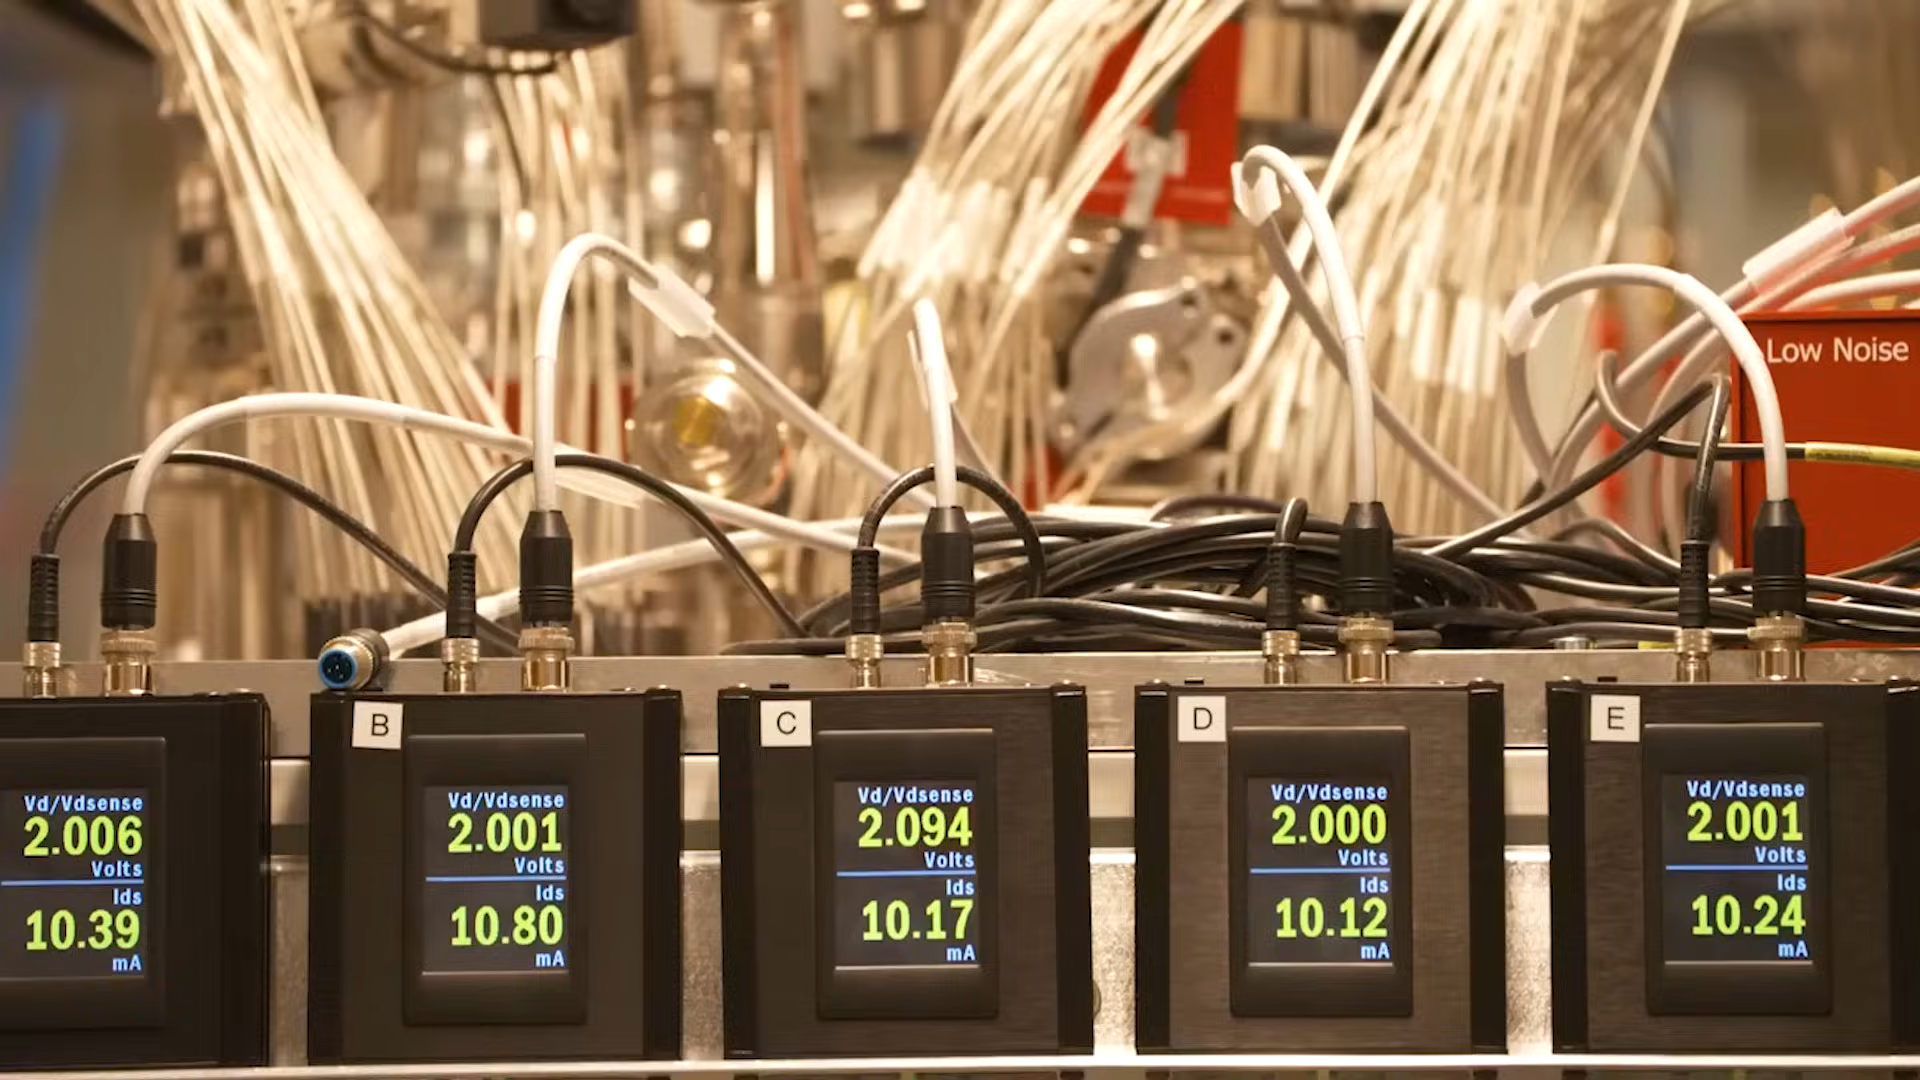 Low Noise
Vd/Vdsense
2.006
Volts
Ids
10.39
mA
B
Vd/Vdsense
2.001
Volts
Ids
10.80
mA
C
Vd/Vdsense
2.094
Volts
Ids
10.17
mA
D
Vd/Vdsense
2.000
Volts
Ids
10.12
mA
E
Vd/Vdsense
2.001
Volts
Ids
10.24
mA